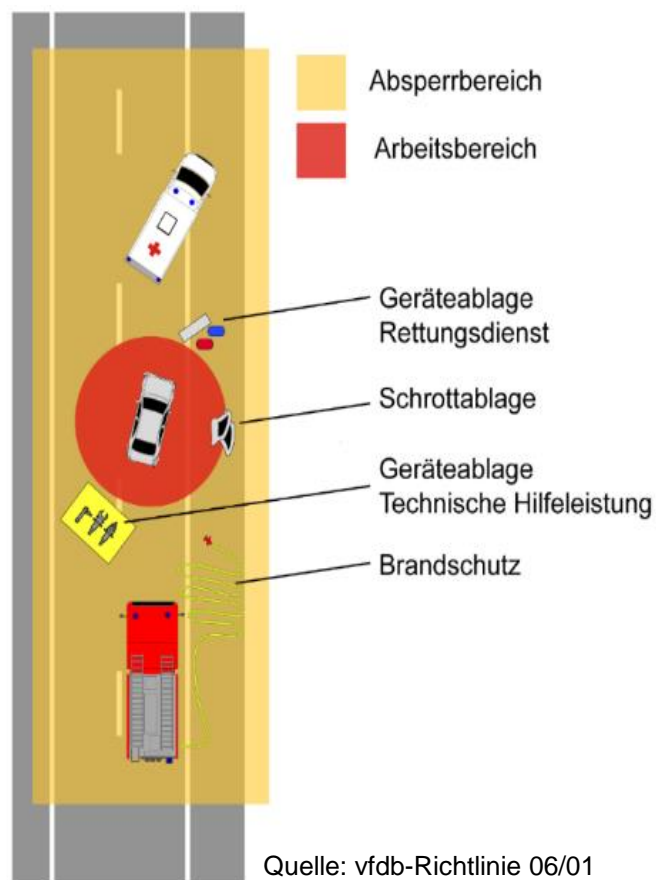 Absperrbereich
Arbeitsbereich
Geräteablage
Rettungsdienst
Schrottablage
Geräteablage
Technische Hilfeleistung
Brandschutz
Quelle: vfdb-Richtlinie 06/01